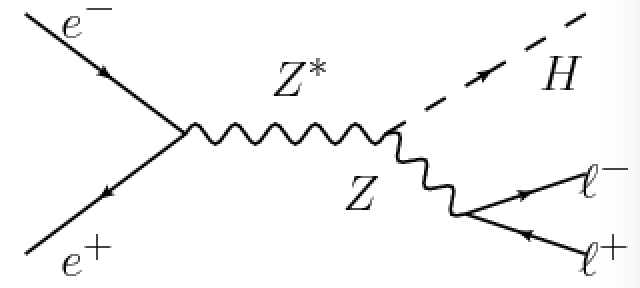 e⁻
Z*
H
Z
ℓ⁻
e⁺
ℓ⁺